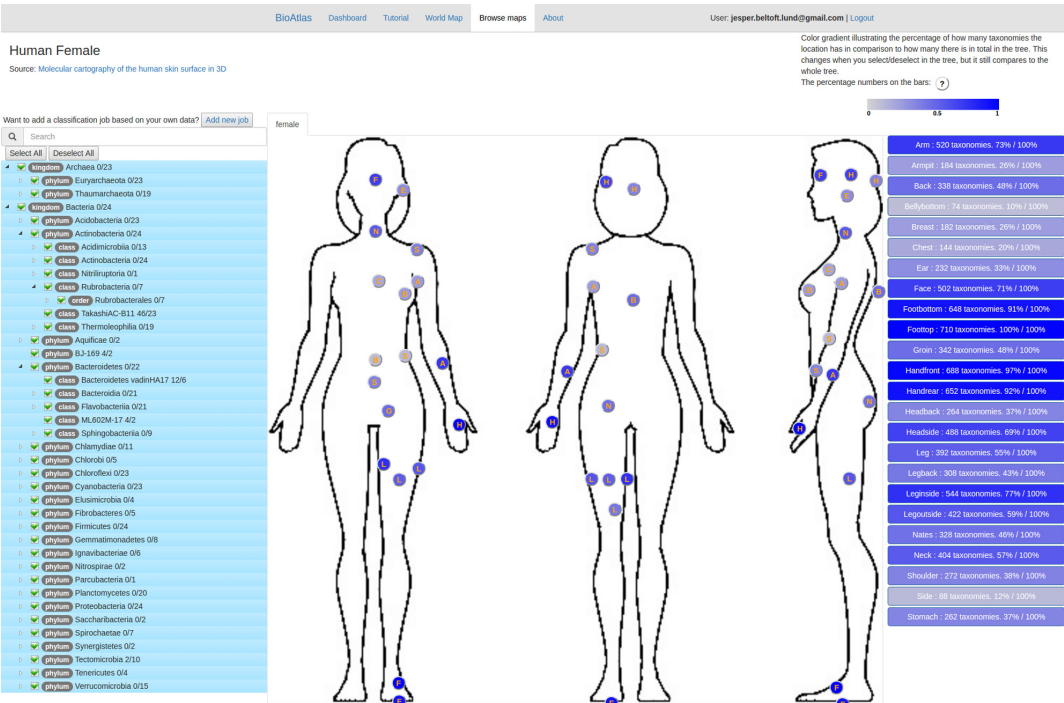 BioAtlas Dashboard Tutorial World Map Browse maps About User: jesper.beltoft.lund@gmail.com | Logout
Human Female
Source: Molecular cartography of the human skin surface in 3D
Color gradient illustrating the percentage of how many taxonomies the
location has in comparison to how many there is in total in the tree. This
changes when you select/deselect in the tree, but it still compares to the
whole tree.
The percentage numbers on the bars: ?
0 0.5 1
Want to add a classification job based on your own data? Add new job
Search
Select All Deselect All
kingdom Archaea 0/23
phylum Euryarchaeota 0/23
phylum Thaumarchaeota 0/19
kingdom Bacteria 0/24
phylum Acidobacteria 0/23
phylum Actinobacteria 0/24
class Acidimicrobiia 0/13
class Actinobacteria 0/24
class Nitriliruptoria 0/1
class Rubrobacteria 0/7
order Rubrobacterales 0/7
class TakashiAC-B11 46/23
class Thermoleophilia 0/19
phylum Aquificae 0/2
phylum BJ-169 4/2
phylum Bacteroidetes 0/22
class Bacteroidetes vadinHA17 12/6
class Bacteroidia 0/21
class Flavobacteriia 0/21
class ML602M-17 4/2
class Sphingobacteriia 0/9
phylum Chlamydiae 0/11
phylum Chlorobi 0/5
phylum Chloroflexi 0/23
phylum Cyanobacteria 0/23
phylum Elusimicrobia 0/4
phylum Fibrobacteres 0/5
phylum Firmicutes 0/24
phylum Gemmatimonadetes 0/8
phylum Ignavibacteriae 0/6
phylum Nitrospirae 0/2
phylum Parcubacteria 0/1
phylum Planctomycetes 0/20
phylum Proteobacteria 0/24
phylum Saccharibacteria 0/2
phylum Spirochaetae 0/7
phylum Synergistetes 0/2
phylum Tectomicrobia 2/10
phylum Tenericutes 0/4
phylum Verrucomicrobia 0/15
female
F
N
A
H
L
L
L
F
H
H
B
A
N
H
L
L
L
L
F
H
N
B
A
N
H
L
F
Arm : 520 taxonomies. 73% / 100%
Armpit : 184 taxonomies. 26% / 100%
Back : 338 taxonomies. 48% / 100%
Bellybottom : 74 taxonomies. 10% / 100%
Breast : 182 taxonomies. 26% / 100%
Chest : 144 taxonomies. 20% / 100%
Ear : 232 taxonomies. 33% / 100%
Face : 502 taxonomies. 71% / 100%
Footbottom : 648 taxonomies. 91% / 100%
Foottop : 710 taxonomies. 100% / 100%
Groin : 342 taxonomies. 48% / 100%
Handfront : 688 taxonomies. 97% / 100%
Handrear : 652 taxonomies. 92% / 100%
Headback : 264 taxonomies. 37% / 100%
Headside : 488 taxonomies. 69% / 100%
Leg : 392 taxonomies. 55% / 100%
Legback : 308 taxonomies. 43% / 100%
Leginside : 544 taxonomies. 77% / 100%
Legoutside : 422 taxonomies. 59% / 100%
Nates : 328 taxonomies. 46% / 100%
Neck : 404 taxonomies. 57% / 100%
Shoulder : 272 taxonomies. 38% / 100%
Side : 88 taxonomies. 12% / 100%
Stomach : 262 taxonomies. 37% / 100%